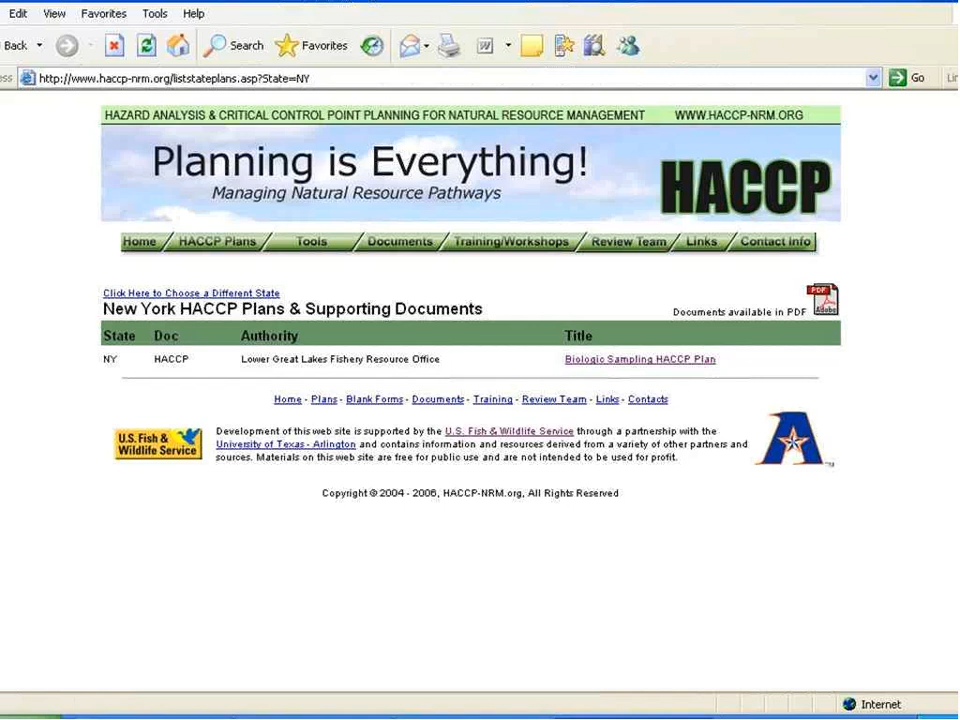 Edit View Favorites Tools Help
Back Search Favorites
http://www.haccp-nrm.org/liststateplans.asp?State=NY Go
HAZARD ANALYSIS & CRITICAL CONTROL POINT PLANNING FOR NATURAL RESOURCE MANAGEMENT WWW.HACCP-NRM.ORG
Planning is Everything!
Managing Natural Resource Pathways
HACCP
Home HACCP Plans Tools Documents Training/Workshops Review Team Links Contact Info
Click Here to Choose a Different State
New York HACCP Plans & Supporting Documents
Documents available in PDF
PDF
Adobe
State Doc Authority Title
NY HACCP Lower Great Lakes Fishery Resource Office Biologic Sampling HACCP Plan
Home - Plans - Blank Forms - Documents - Training - Review Team - Links - Contacts
U.S. Fish &
Wildlife Service
Development of this web site is supported by the U.S. Fish & Wildlife Service through a partnership with the
University of Texas - Arlington and contains information and resources derived from a variety of other partners and
sources. Materials on this web site are free for public use and are not intended to be used for profit.
A
Copyright © 2004 - 2006, HACCP-NRM.org, All Rights Reserved
Internet